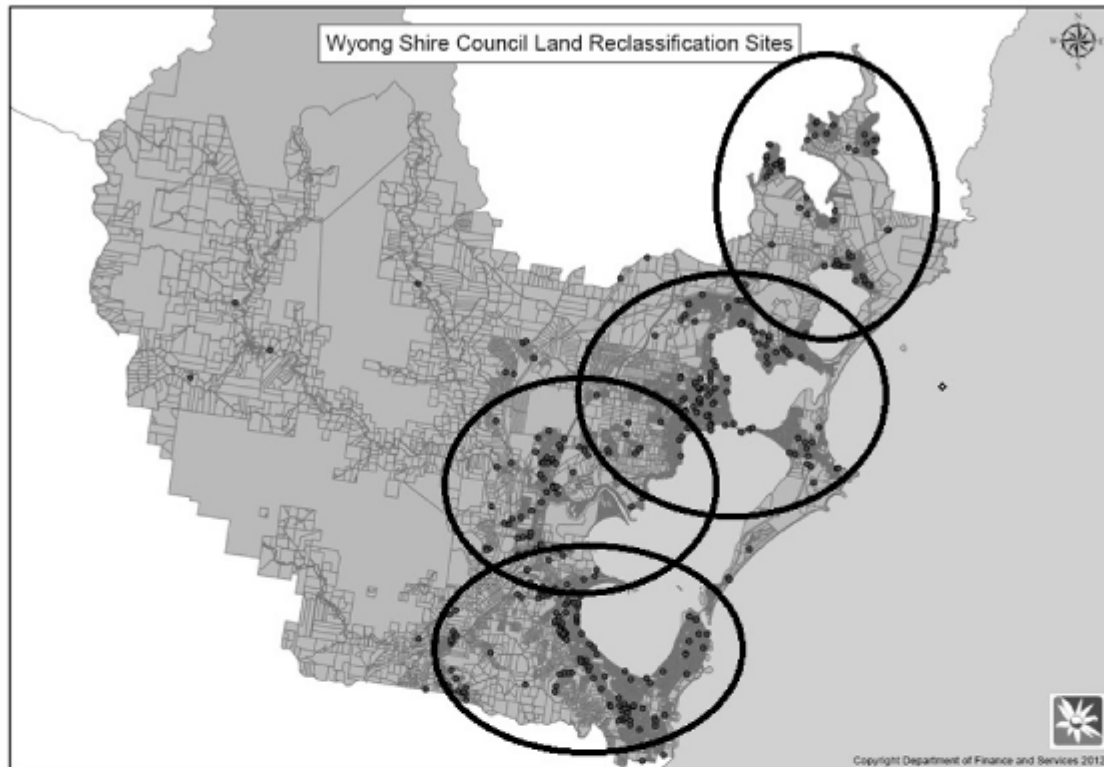 Wyong Shire Council Land Reclassification Sites
N
W E
S
Copyright Department of Finance and Services 2012